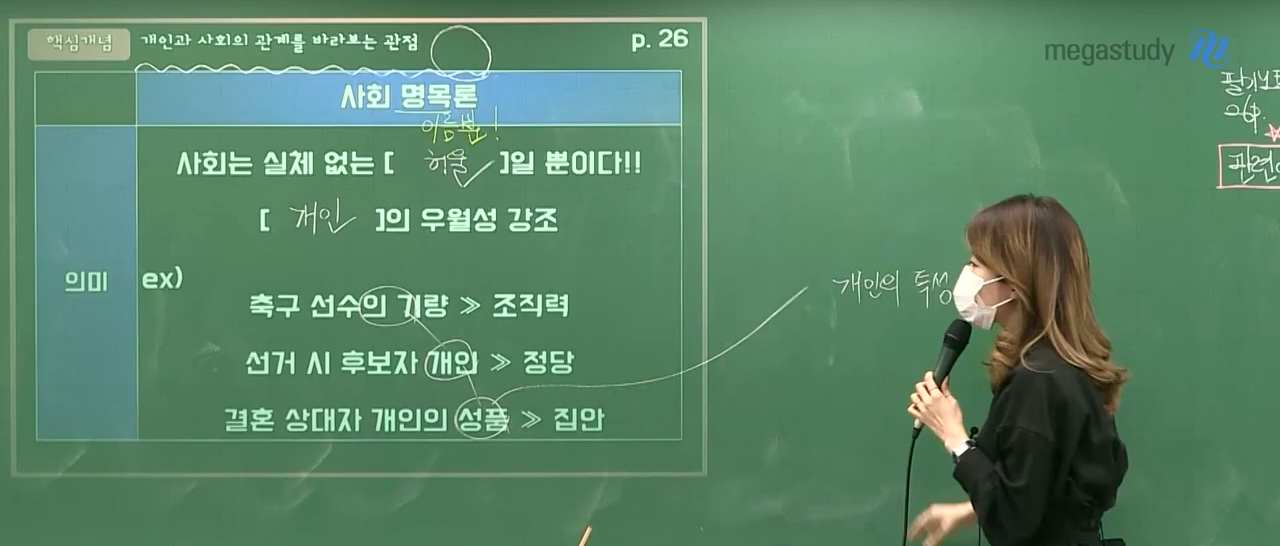 핵심개념 개인과 사회의 관계를 바라보는 관점 p. 26
megastudy
사회 명목론
이름뿐!
사회는 실체 없는 [ 허울 ]일 뿐이다!!
[ 개인 ]의 우월성 강조
의미
ex)
축구 선수의 기량 ≫ 조직력
선거 시 후보자 개인 ≫ 정당
결혼 상대자 개인의 성품 ≫ 집안
개인의 특성
관련